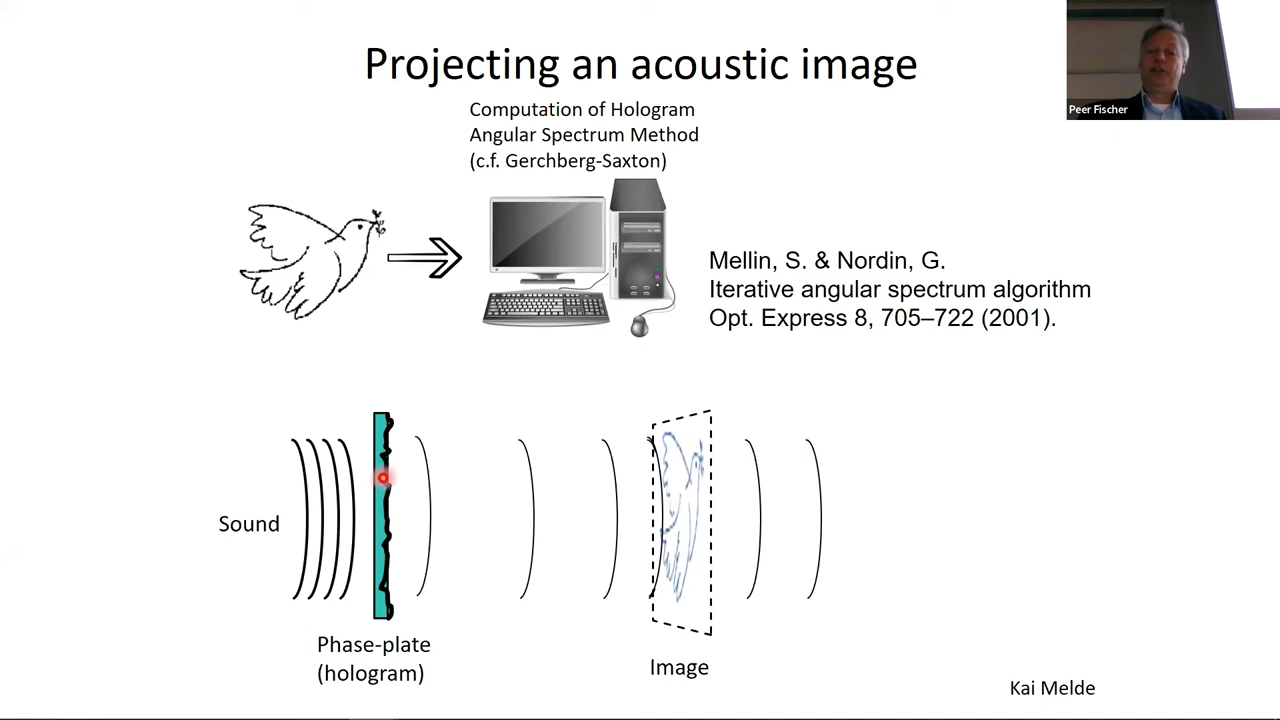 Projecting an acoustic image
Peer Fischer
Computation of Hologram
Angular Spectrum Method
(c.f. Gerchberg-Saxton)
Mellin, S. & Nordin, G.
Iterative angular spectrum algorithm
Opt. Express 8, 705–722 (2001).
Sound
Phase-plate
(hologram)
Image
Kai Melde